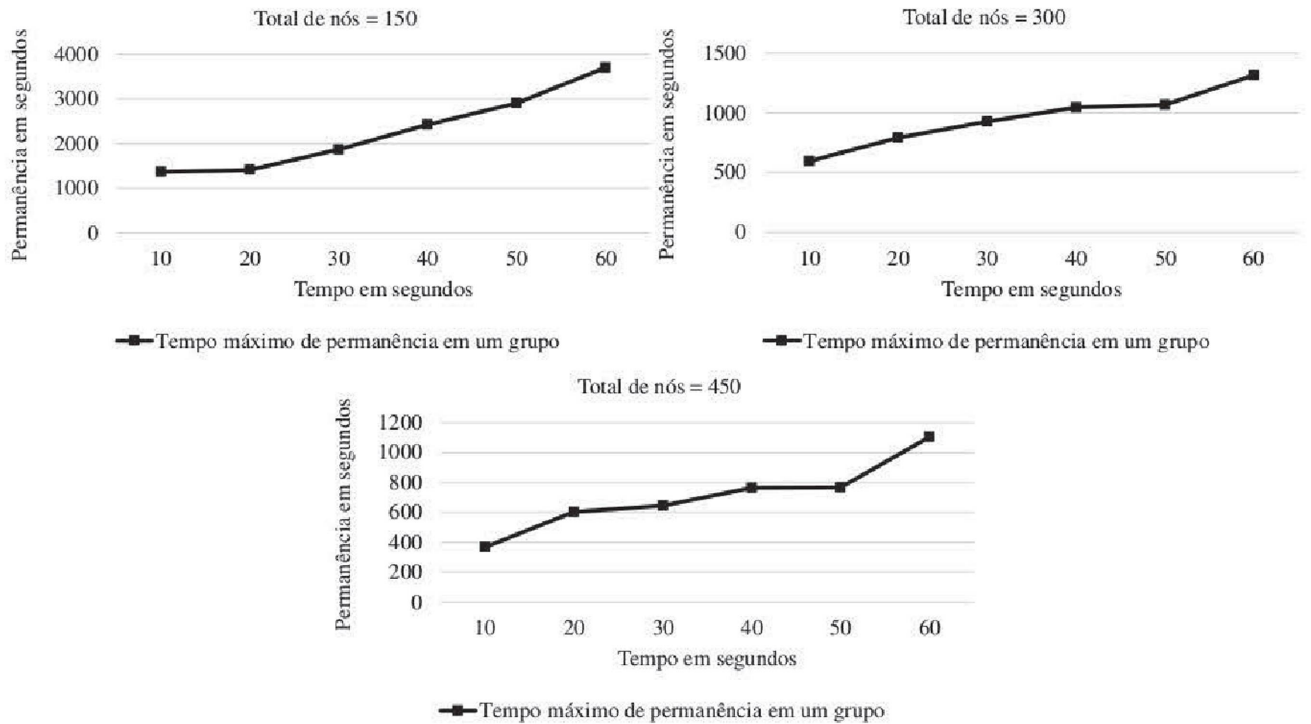 Total de nós = 150
Permanência em segundos
4000
3000
2000
1000
0
10 20 30 40 50 60
Tempo em segundos
Tempo máximo de permanência em um grupo
Total de nós = 300
Permanência em segundos
1500
1000
500
0
10 20 30 40 50 60
Tempo em segundos
Tempo máximo de permanência em um grupo
Total de nós = 450
Permanência em segundos
1200
1000
800
600
400
200
0
10 20 30 40 50 60
Tempo em segundos
Tempo máximo de permanência em um grupo